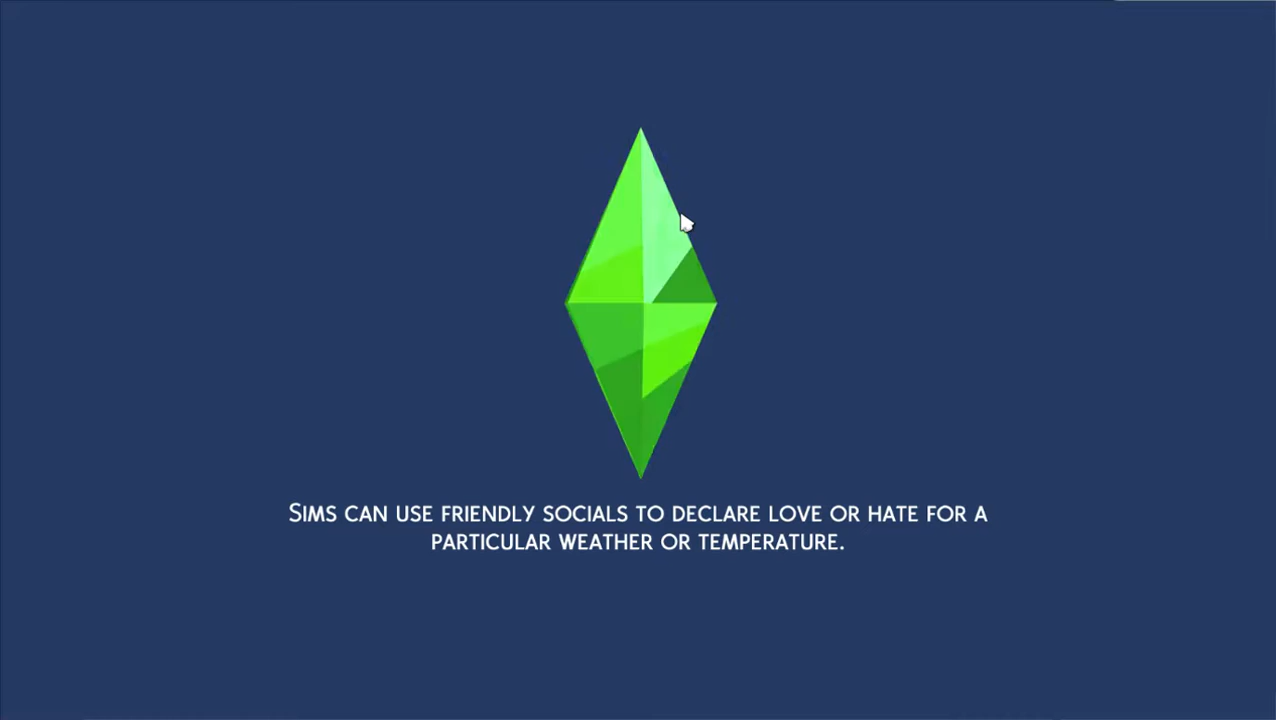 Sims can use friendly socials to declare love or hate for a
particular weather or temperature.